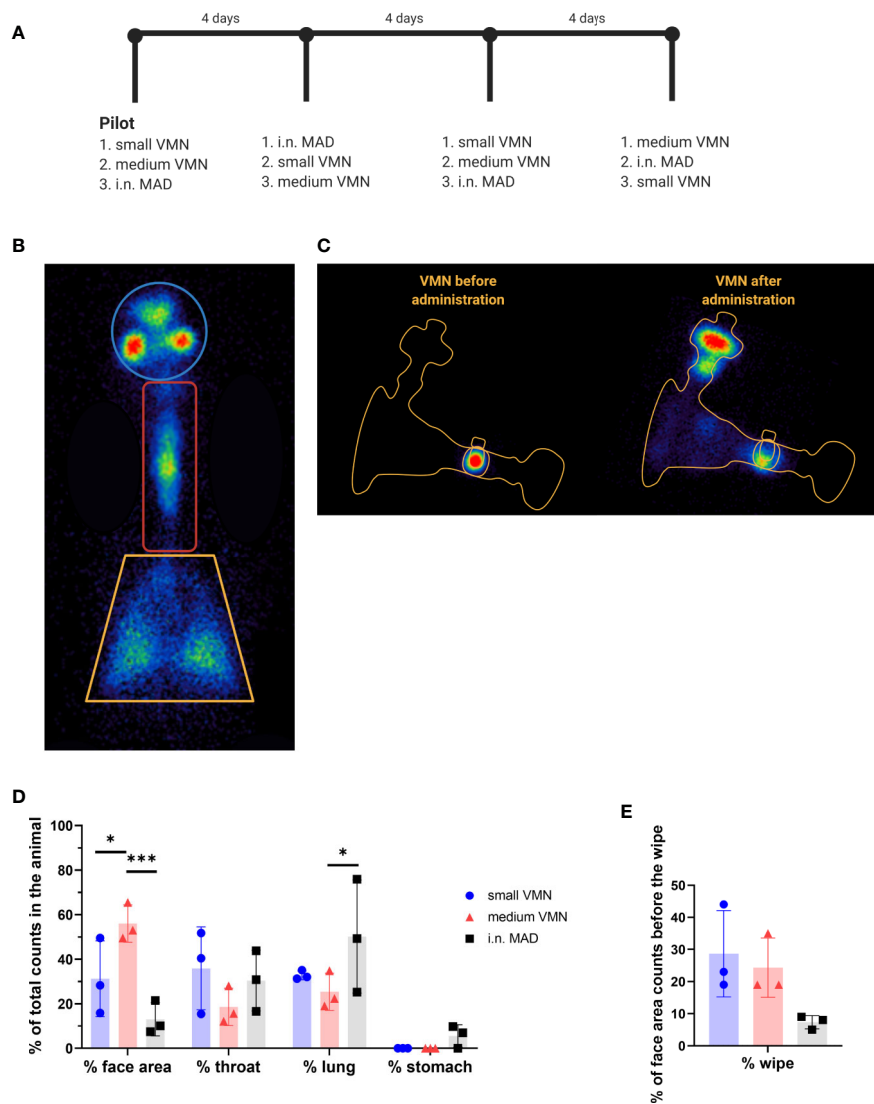 A
4 days 4 days 4 days
Pilot
1. small VMN
2. medium VMN
3. i.n. MAD
1. i.n. MAD
2. small VMN
3. medium VMN
1. small VMN
2. medium VMN
3. i.n. MAD
1. medium VMN
2. i.n. MAD
3. small VMN
B
C
VMN before
administration
VMN after
administration
D
% of total counts in the animal
100
80
60
40
20
0
*
***
*
% face area % throat % lung % stomach
small VMN
medium VMN
i.n. MAD
E
% of face area counts before the wipe
50
40
30
20
10
0
% wipe